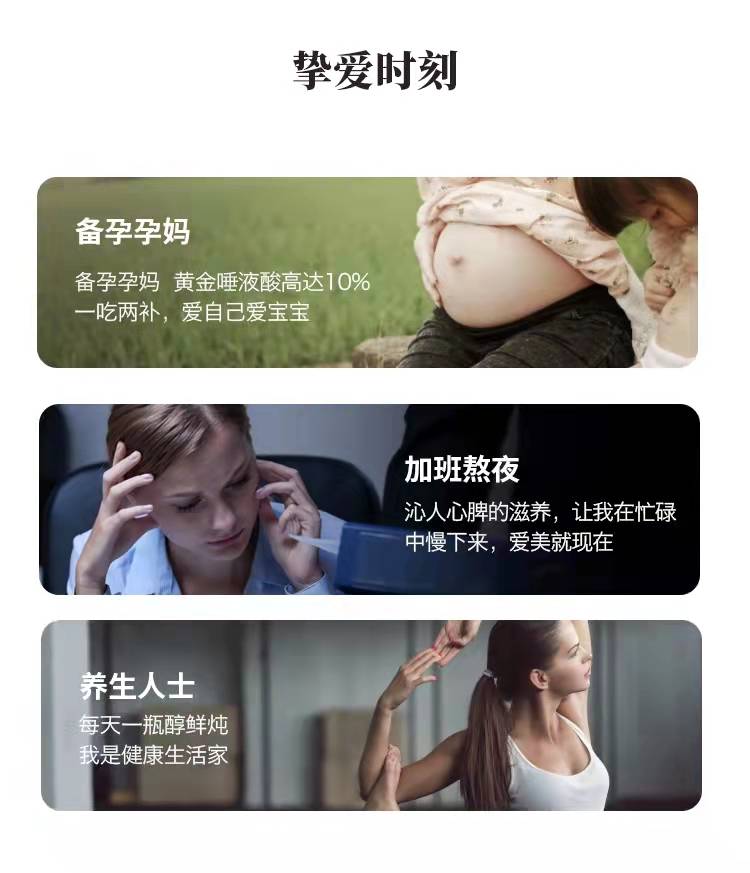 挚爱时刻
备孕孕妈
备孕孕妈 黄金唾液酸高达10%
一吃两补，爱自己爱宝宝
加班熬夜
沁人心脾的滋养，让我在忙碌
中慢下来，爱美就现在
养生人士
每天一瓶醇鲜炖
我是健康生活家